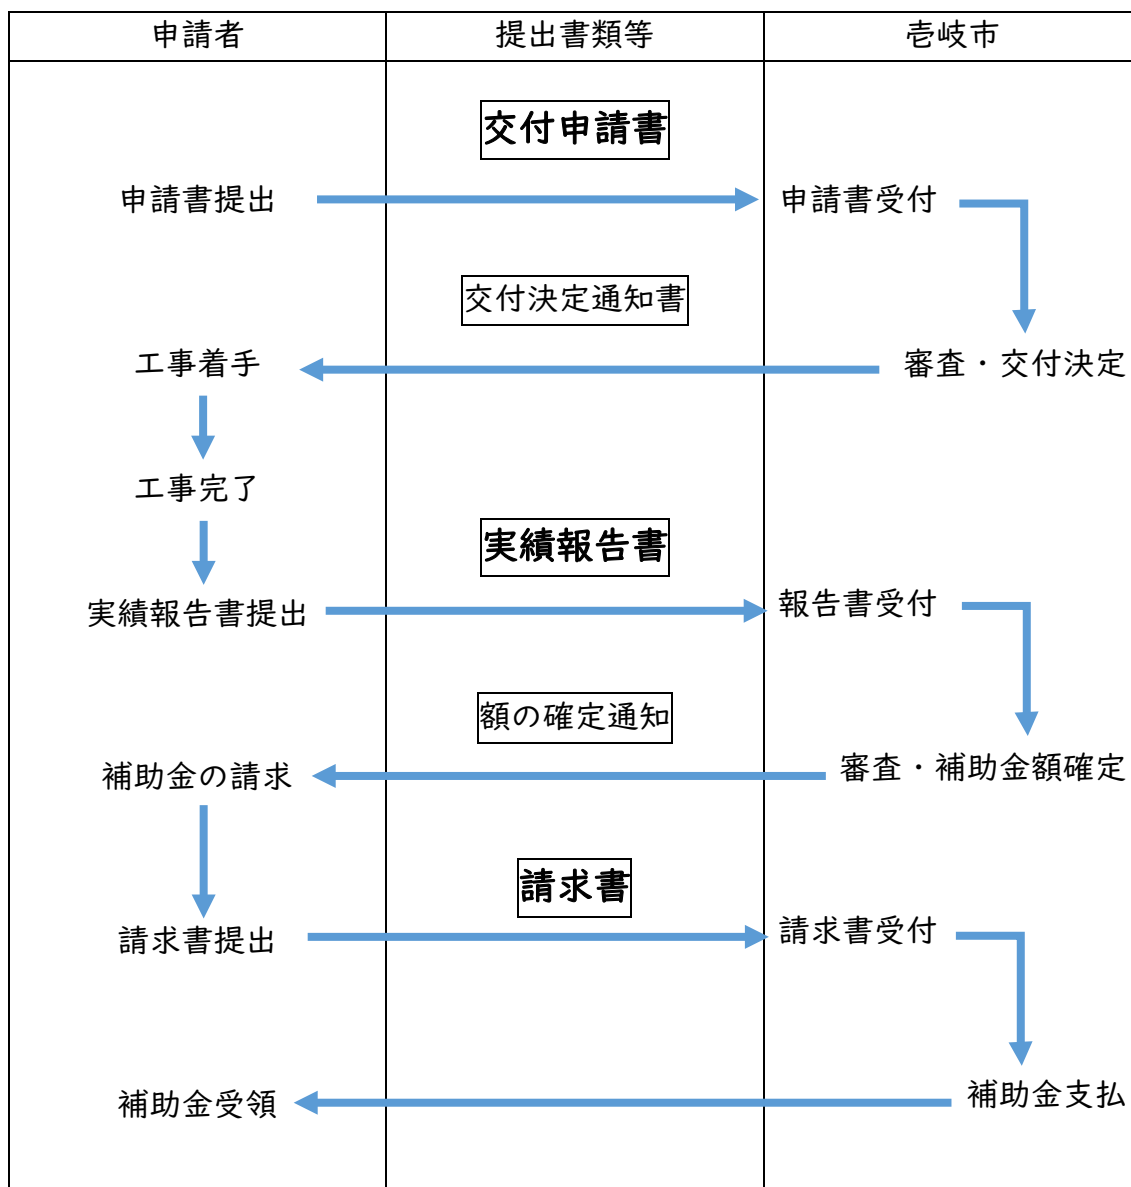 申請者
提出書類等
壱岐市
交付申請書
申請書提出
申請書受付
交付決定通知書
工事着手
審査・交付決定
工事完了
実績報告書
実績報告書提出
報告書受付
額の確定通知
補助金の請求
審査・補助金額確定
請求書
請求書提出
請求書受付
補助金受領
補助金支払